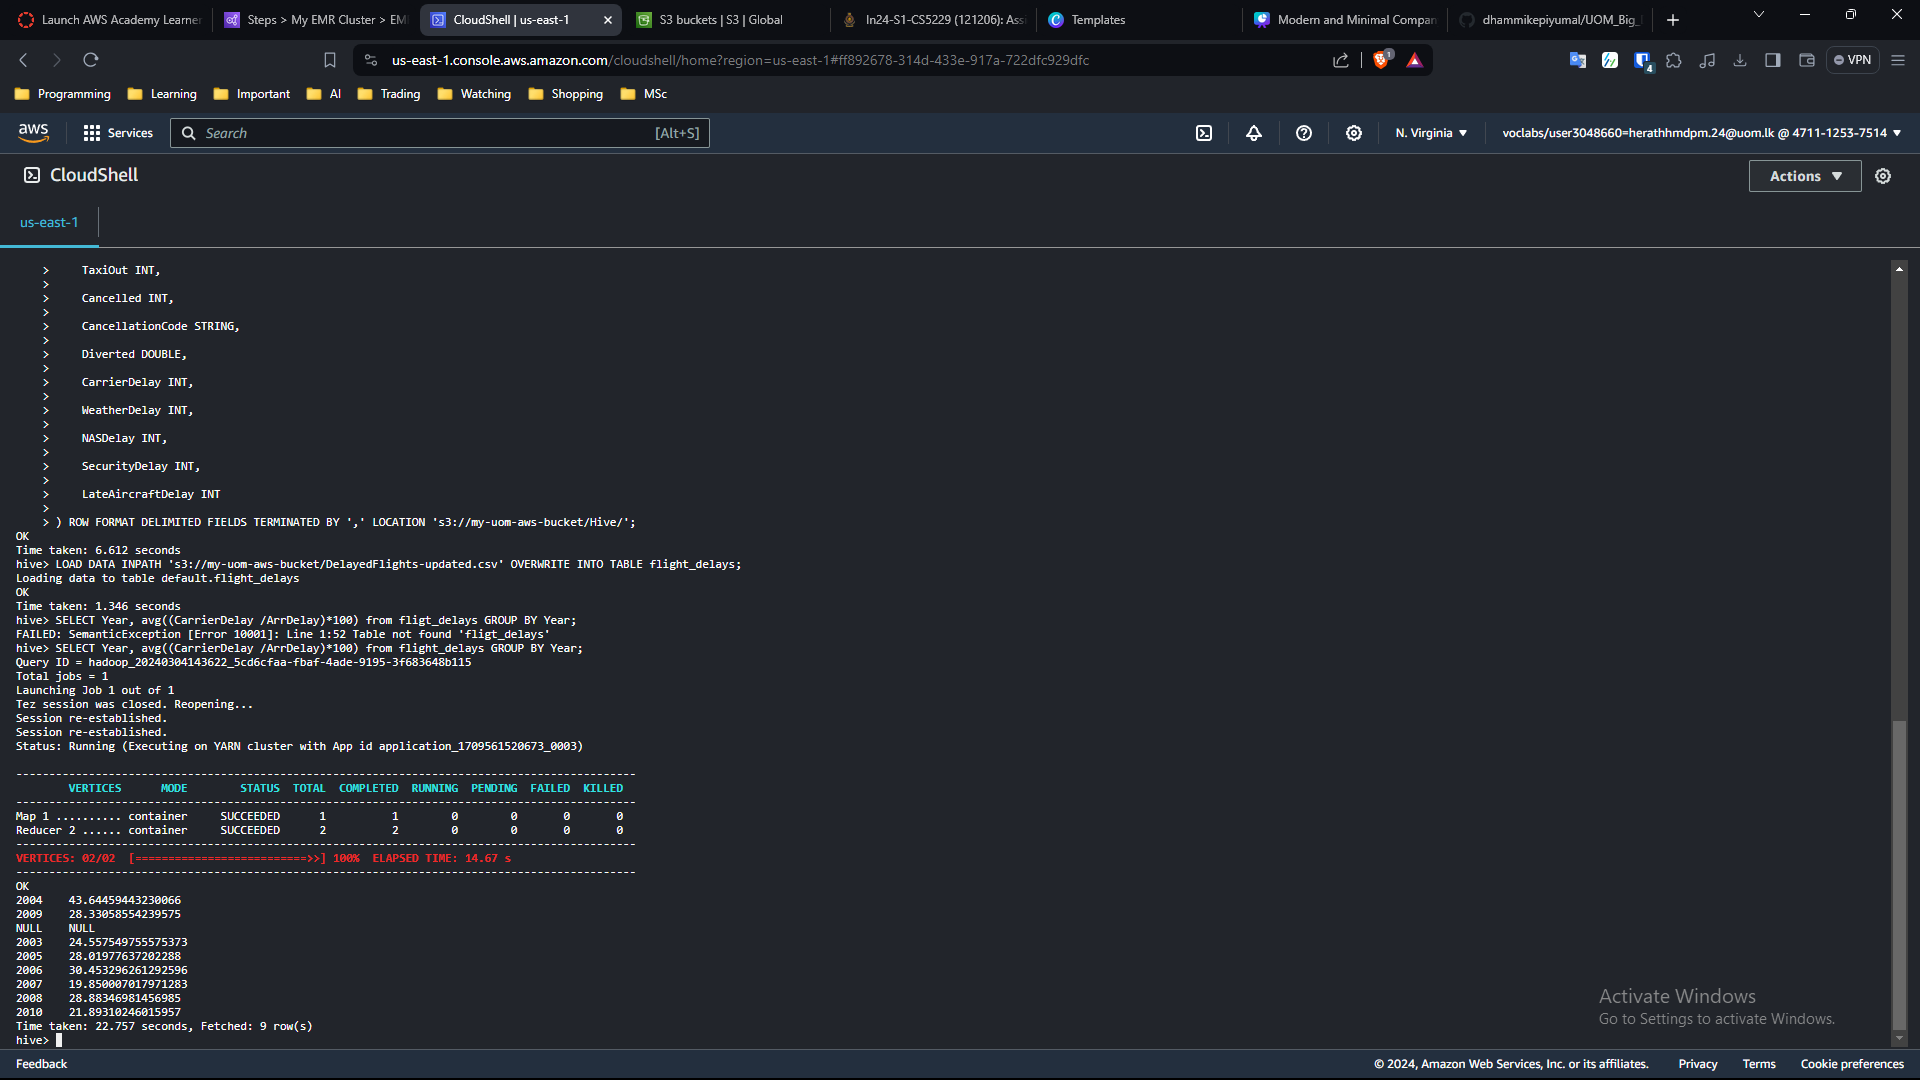 Launch AWS Academy Learner
Steps > My EMR Cluster > EM
CloudShell | us-east-1
S3 buckets | S3 | Global
In24-S1-CS5229 (121206): Assi
Templates
Modern and Minimal Compan
dhammikepiyumal/UOM_Big_
us-east-1.console.aws.amazon.com/cloudshell/home?region=us-east-1#ff892678-314d-433e-917a-722dfc929dfc
1
4
VPN
Programming
Learning
Important
AI
Trading
Watching
Shopping
MSc
aws
Services
Search
[Alt+S]
N. Virginia
voclabs/user3048660=herathhmdpm.24@uom.lk @ 4711-1253-7514
CloudShell
Actions
us-east-1
>     TaxiOut INT,
>
>     Cancelled INT,
>
>     CancellationCode STRING,
>
>     Diverted DOUBLE,
>
>     CarrierDelay INT,
>
>     WeatherDelay INT,
>
>     NASDelay INT,
>
>     SecurityDelay INT,
>
>     LateAircraftDelay INT
>
> ) ROW FORMAT DELIMITED FIELDS TERMINATED BY ',' LOCATION 's3://my-uom-aws-bucket/Hive/';
OK
Time taken: 6.612 seconds
hive> LOAD DATA INPATH 's3://my-uom-aws-bucket/DelayedFlights-updated.csv' OVERWRITE INTO TABLE flight_delays;
Loading data to table default.flight_delays
OK
Time taken: 1.346 seconds
hive> SELECT Year, avg((CarrierDelay /ArrDelay)*100) from fligt_delays GROUP BY Year;
FAILED: SemanticException [Error 10001]: Line 1:52 Table not found 'fligt_delays'
hive> SELECT Year, avg((CarrierDelay /ArrDelay)*100) from flight_delays GROUP BY Year;
Query ID = hadoop_20240304143622_5cd6cfaa-fbaf-4ade-9195-3f683648b115
Total jobs = 1
Launching Job 1 out of 1
Tez session was closed. Reopening...
Session re-established.
Session re-established.
Status: Running (Executing on YARN cluster with App id application_1709561520673_0003)
----------------------------------------------------------------------------------------------
VERTICES      MODE        STATUS  TOTAL  COMPLETED  RUNNING  PENDING  FAILED  KILLED
----------------------------------------------------------------------------------------------
Map 1 .......... container     SUCCEEDED      1          1        0        0       0       0
Reducer 2 ...... container     SUCCEEDED      2          2        0        0       0       0
----------------------------------------------------------------------------------------------
VERTICES: 02/02  [==========================>>] 100%  ELAPSED TIME: 14.67 s
----------------------------------------------------------------------------------------------
OK
2004    43.64459443230066
2009    28.33058554239575
NULL    NULL
2003    24.557549755575373
2005    28.01977637202288
2006    30.453296261292596
2007    19.850007017971283
2008    28.88346981456985
2010    21.89310246015957
Time taken: 22.757 seconds, Fetched: 9 row(s)
hive>
Activate Windows
Go to Settings to activate Windows.
Feedback
© 2024, Amazon Web Services, Inc. or its affiliates.
Privacy
Terms
Cookie preferences